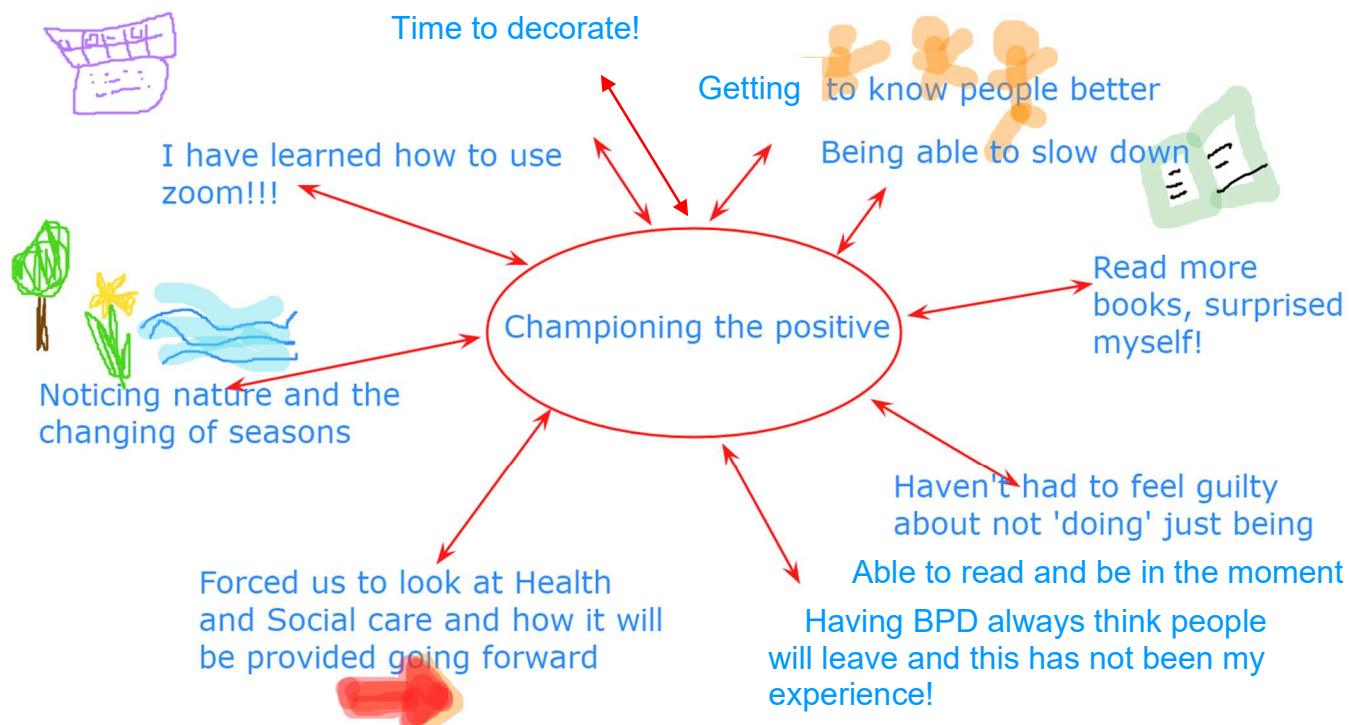 Time to decorate!
Getting to know people better
Being able to slow down
I have learned how to use
zoom!!!
Read more
books, surprised
myself!
Championing the positive
Noticing nature and the
changing of seasons
Haven't had to feel guilty
about not 'doing' just being
Able to read and be in the moment
Forced us to look at Health
and Social care and how it will
be provided going forward
Having BPD always think people
will leave and this has not been my
experience!